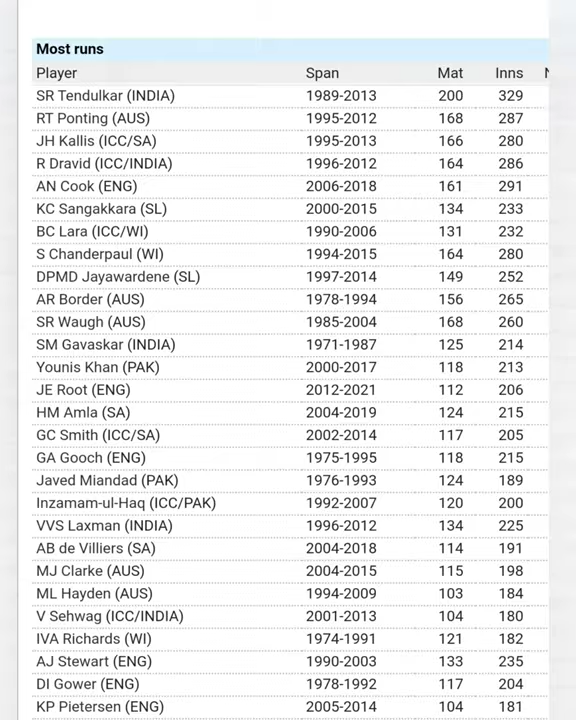 Most runs
Player Span Mat Inns N
SR Tendulkar (INDIA) 1989-2013 200 329
RT Ponting (AUS) 1995-2012 168 287
JH Kallis (ICC/SA) 1995-2013 166 280
R Dravid (ICC/INDIA) 1996-2012 164 286
AN Cook (ENG) 2006-2018 161 291
KC Sangakkara (SL) 2000-2015 134 233
BC Lara (ICC/WI) 1990-2006 131 232
S Chanderpaul (WI) 1994-2015 164 280
DPMD Jayawardene (SL) 1997-2014 149 252
AR Border (AUS) 1978-1994 156 265
SR Waugh (AUS) 1985-2004 168 260
SM Gavaskar (INDIA) 1971-1987 125 214
Younis Khan (PAK) 2000-2017 118 213
JE Root (ENG) 2012-2021 112 206
HM Amla (SA) 2004-2019 124 215
GC Smith (ICC/SA) 2002-2014 117 205
GA Gooch (ENG) 1975-1995 118 215
Javed Miandad (PAK) 1976-1993 124 189
Inzamam-ul-Haq (ICC/PAK) 1992-2007 120 200
VVS Laxman (INDIA) 1996-2012 134 225
AB de Villiers (SA) 2004-2018 114 191
MJ Clarke (AUS) 2004-2015 115 198
ML Hayden (AUS) 1994-2009 103 184
V Sehwag (ICC/INDIA) 2001-2013 104 180
IVA Richards (WI) 1974-1991 121 182
AJ Stewart (ENG) 1990-2003 133 235
DI Gower (ENG) 1978-1992 117 204
KP Pietersen (ENG) 2005-2014 104 181